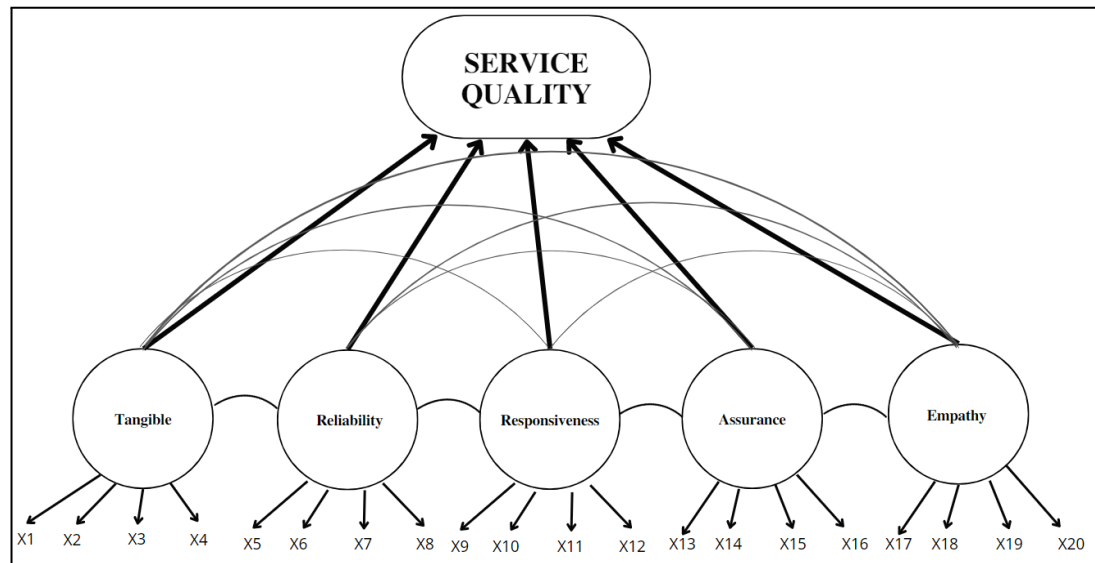 SERVICE
QUALITY
Tangible
Reliability
Responsiveness
Assurance
Empathy
X1
X2
X3
X4
X5
X6
X7
X8
X9
X10
X11
X12
X13
X14
X15
X16
X17
X18
X19
X20